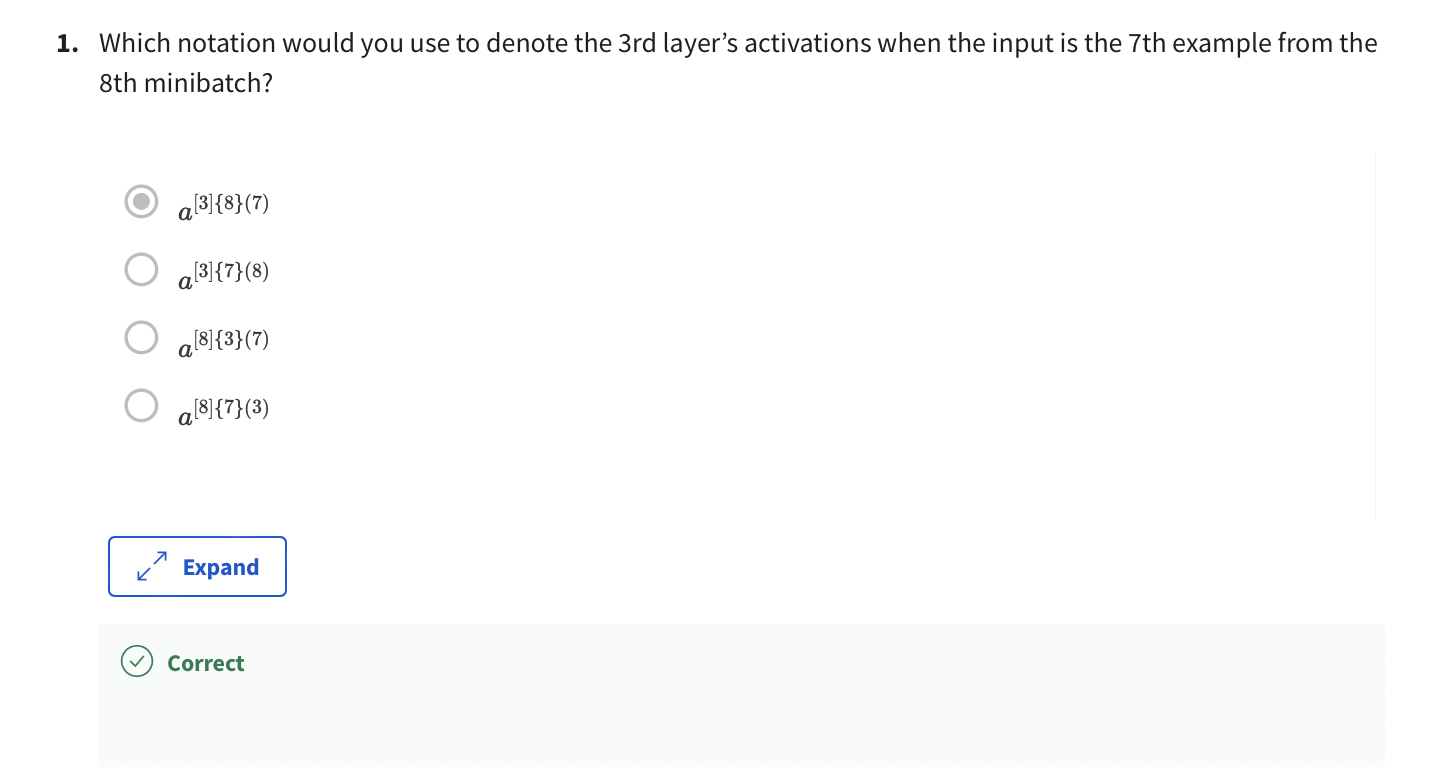 1. Which notation would you use to denote the 3rd layer’s activations when the input is the 7th example from the
8th minibatch?
a^{[3]{8}(7)}
a^{[3]{7}(8)}
a^{[8]{3}(7)}
a^{[8]{7}(3)}
Expand
Correct